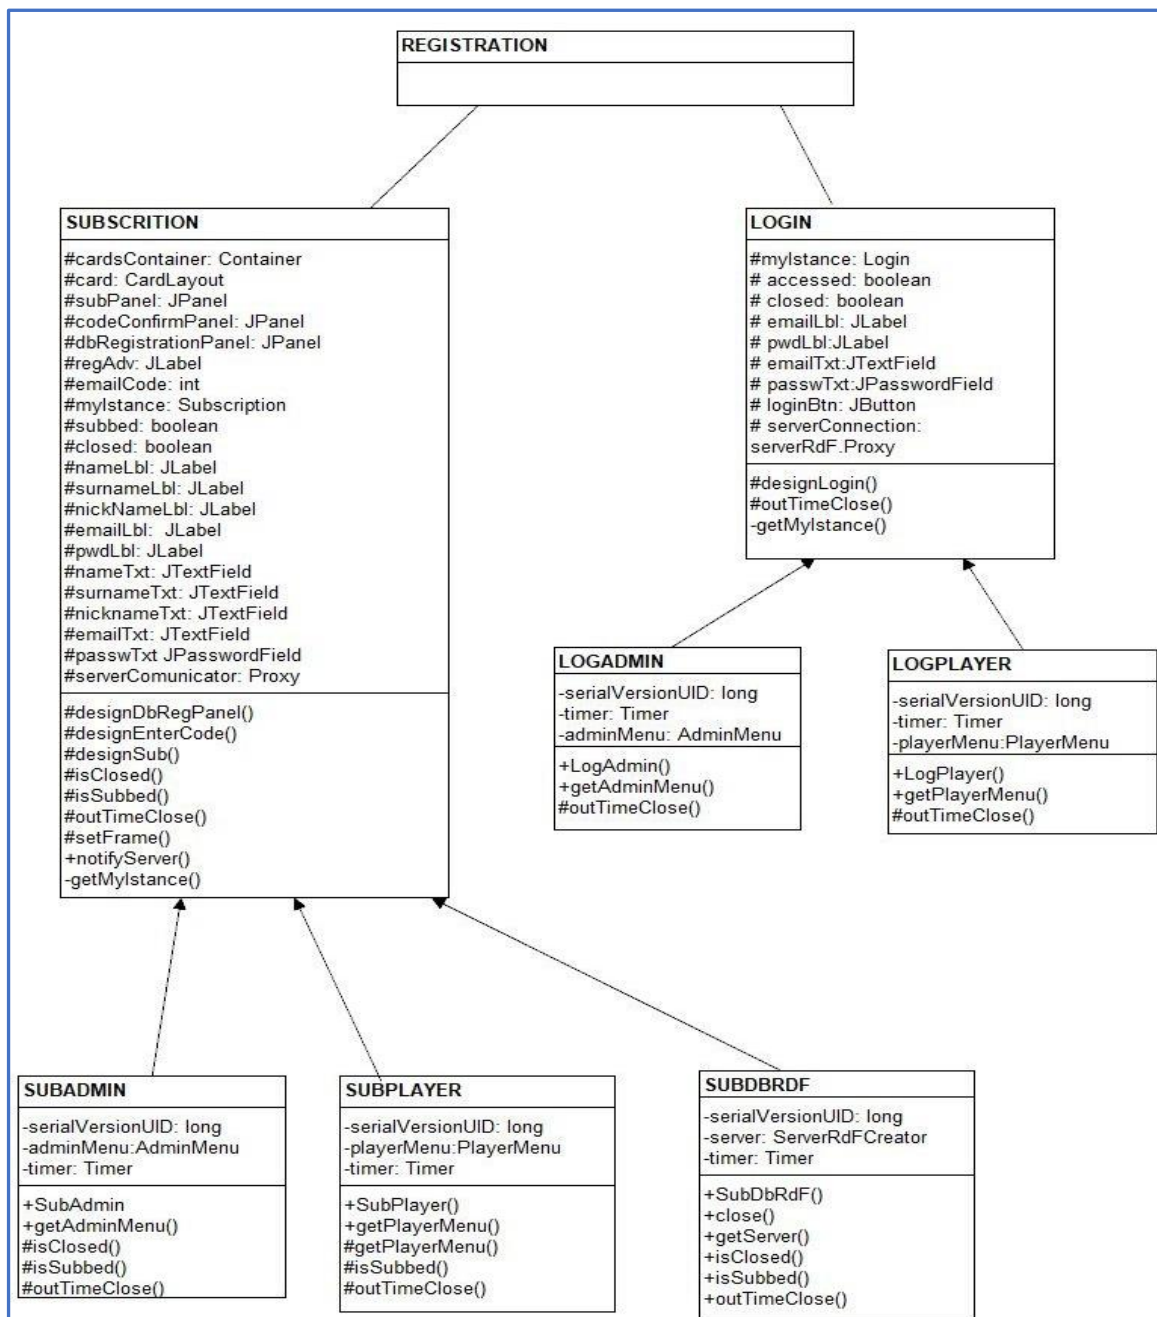 REGISTRATION
SUBSCRITION
#cardsContainer: Container
#card: CardLayout
#subPanel: JPanel
#codeConfirmPanel: JPanel
#dbRegistrationPanel: JPanel
#regAdv: JLabel
#emailCode: int
#myIstance: Subscription
#subbed: boolean
#closed: boolean
#nameLbl: JLabel
#surnameLbl: JLabel
#nickNameLbl: JLabel
#emailLbl: JLabel
#pwdLbl: JLabel
#nameTxt: JTextField
#surnameTxt: JTextField
#nicknameTxt: JTextField
#emailTxt: JTextField
#passwTxt JPasswordField
#serverComunicator: Proxy
#designDbRegPanel()
#designEnterCode()
#designSub()
#isClosed()
#isSubbed()
#outTimeClose()
#setFrame()
+notifyServer()
-getMyIstance()
LOGIN
#myIstance: Login
# accessed: boolean
# closed: boolean
# emailLbl: JLabel
# pwdLbl:JLabel
# emailTxt:JTextField
# passwTxt:JPasswordField
# loginBtn: JButton
# serverConnection:
serverRdF.Proxy
#designLogin()
#outTimeClose()
-getMyIstance()
LOGADMIN
-serialVersionUID: long
-timer: Timer
-adminMenu: AdminMenu
+LogAdmin()
+getAdminMenu()
#outTimeClose()
LOGPLAYER
-serialVersionUID: long
-timer: Timer
-playerMenu:PlayerMenu
+LogPlayer()
+getPlayerMenu()
#outTimeClose()
SUBADMIN
-serialVersionUID: long
-adminMenu:AdminMenu
-timer: Timer
+SubAdmin
+getAdminMenu()
#isClosed()
#isSubbed()
#outTimeClose()
SUBPLAYER
-serialVersionUID: long
-playerMenu:PlayerMenu
-timer: Timer
+SubPlayer()
+getPlayerMenu()
#getPlayerMenu()
#isSubbed()
#outTimeClose()
SUBDBRDF
-serialVersionUID: long
-server: ServerRdFCreator
-timer: Timer
+SubDbRdF()
+close()
+getServer()
+isClosed()
+isSubbed()
+outTimeClose()